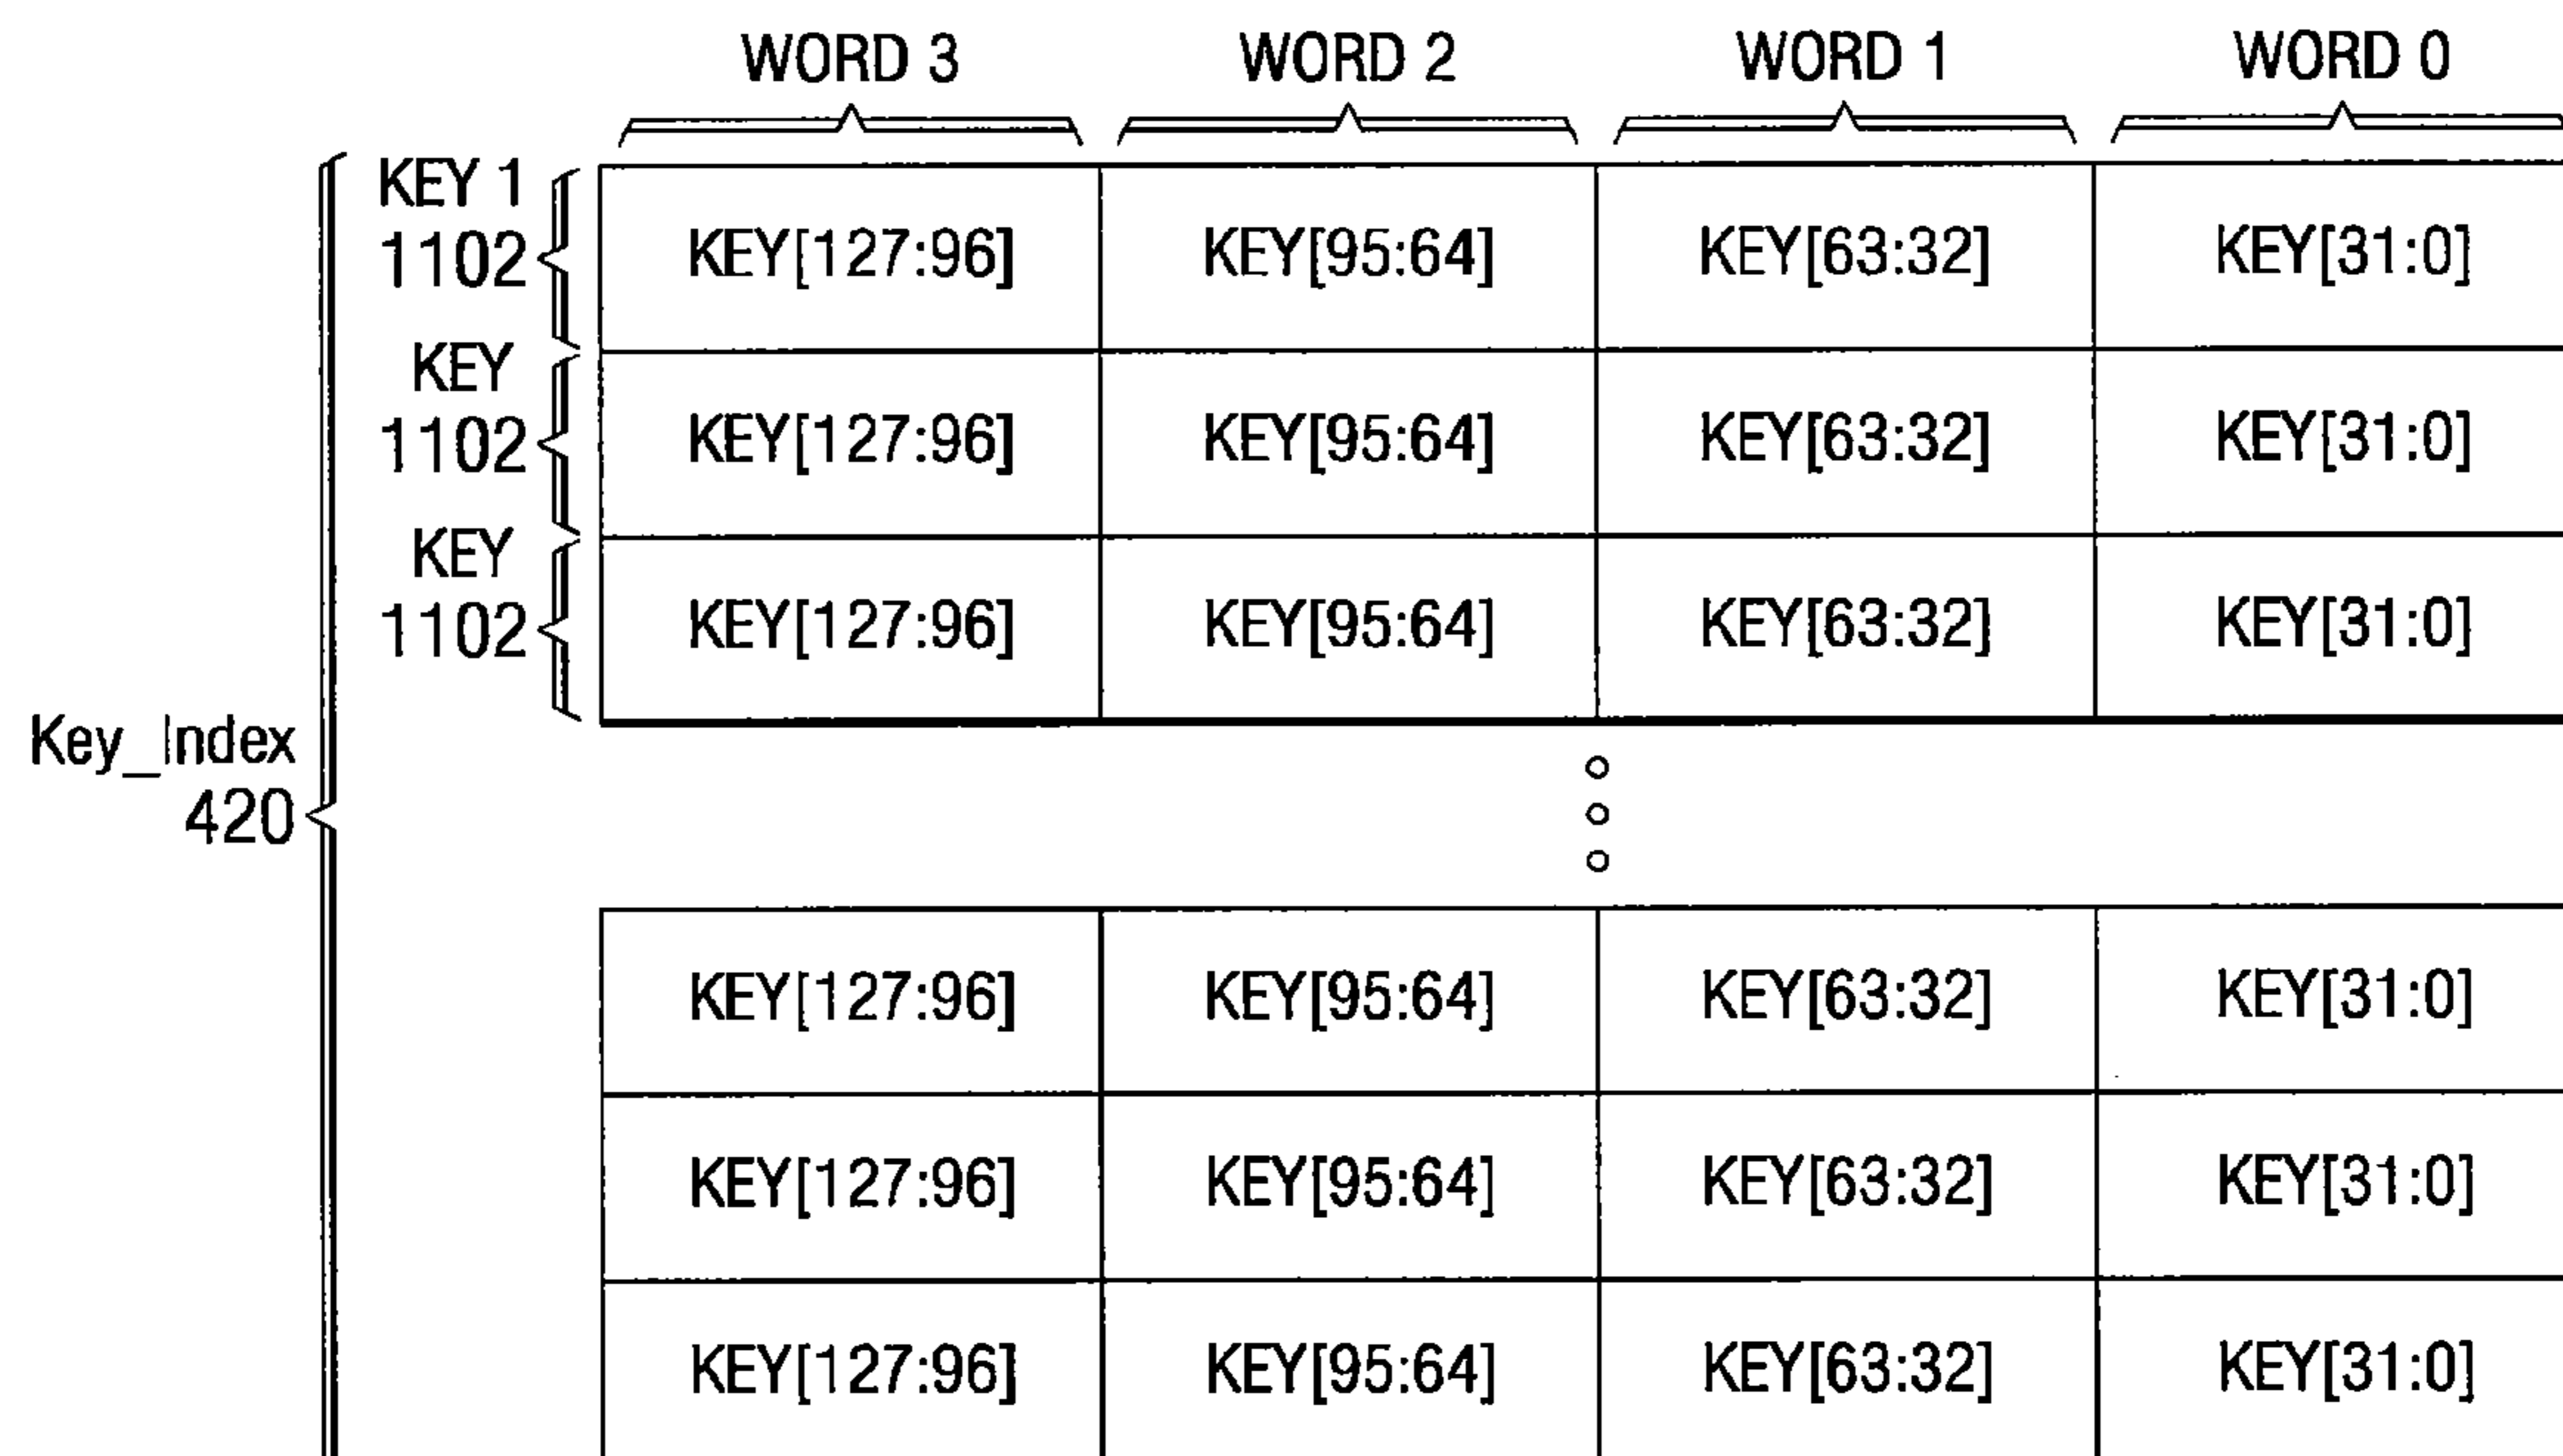 WORD 3 WORD 2 WORD 1 WORD 0
KEY 1
1102 KEY[127:96] KEY[95:64] KEY[63:32] KEY[31:0]
KEY
1102 KEY[127:96] KEY[95:64] KEY[63:32] KEY[31:0]
KEY
1102 KEY[127:96] KEY[95:64] KEY[63:32] KEY[31:0]
Key_Index
420
KEY[127:96] KEY[95:64] KEY[63:32] KEY[31:0]
KEY[127:96] KEY[95:64] KEY[63:32] KEY[31:0]
KEY[127:96] KEY[95:64] KEY[63:32] KEY[31:0]